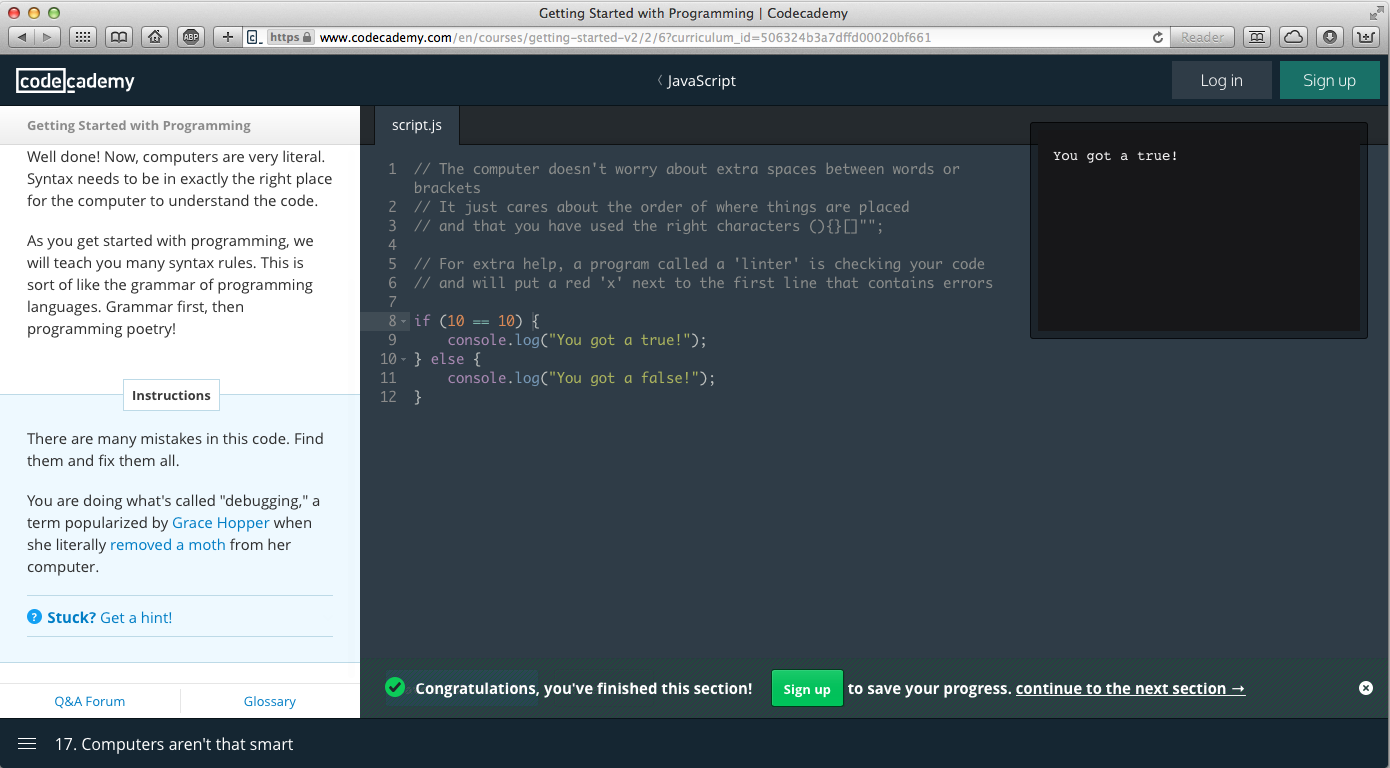 Getting Started with Programming | Codecademy
ABP
+
C_ https www.codecademy.com/en/courses/getting-started-v2/2/6?curriculum_id=506324b3a7dffd00020bf661
Reader
codecademy
〈 JavaScript
Log in
Sign up
Getting Started with Programming
Well done! Now, computers are very literal.
Syntax needs to be in exactly the right place
for the computer to understand the code.
As you get started with programming, we
will teach you many syntax rules. This is
sort of like the grammar of programming
languages. Grammar first, then
programming poetry!
Instructions
There are many mistakes in this code. Find
them and fix them all.
You are doing what's called "debugging," a
term popularized by Grace Hopper when
she literally removed a moth from her
computer.
? Stuck? Get a hint!
Q&A Forum
Glossary
script.js
1 // The computer doesn't worry about extra spaces between words or
brackets
2 // It just cares about the order of where things are placed
3 // and that you have used the right characters (){}[]"";
4
5 // For extra help, a program called a 'linter' is checking your code
6 // and will put a red 'x' next to the first line that contains errors
7
8 if (10 == 10) {
9     console.log("You got a true!");
10 } else {
11     console.log("You got a false!");
12 }
You got a true!
Congratulations, you've finished this section! Sign up to save your progress. continue to the next section →
17. Computers aren't that smart